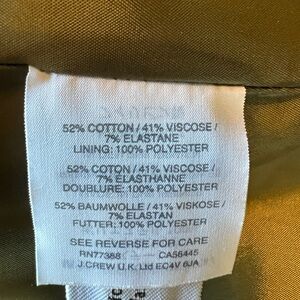 52% COTTON / 41% VISCOSE /
7% ELASTANE
LINING: 100% POLYESTER
52% COTON / 41% VISCOSE /
7% ELASTHANNE
DOUBLURE: 100% POLYESTER
52% BAUMWOLLE / 41% VISKOSE /
7% ELASTAN
FUTTER: 100% POLYESTER
SEE REVERSE FOR CARE
RN77388 CA56445
J.CREW U.K. Ltd EC4V 6JA